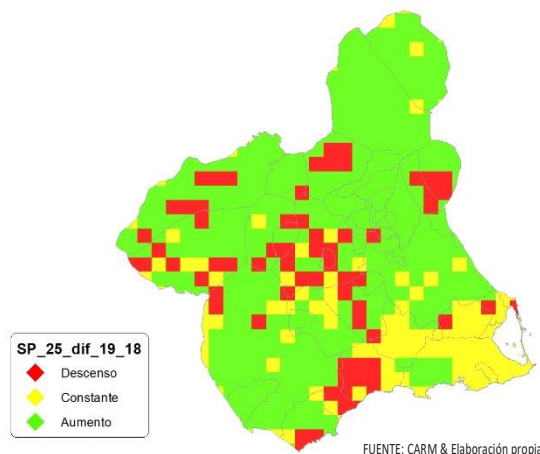 SP_25_dif_19_18
Descenso
Constante
Aumento
FUENTE: CARM & Elaboración propia